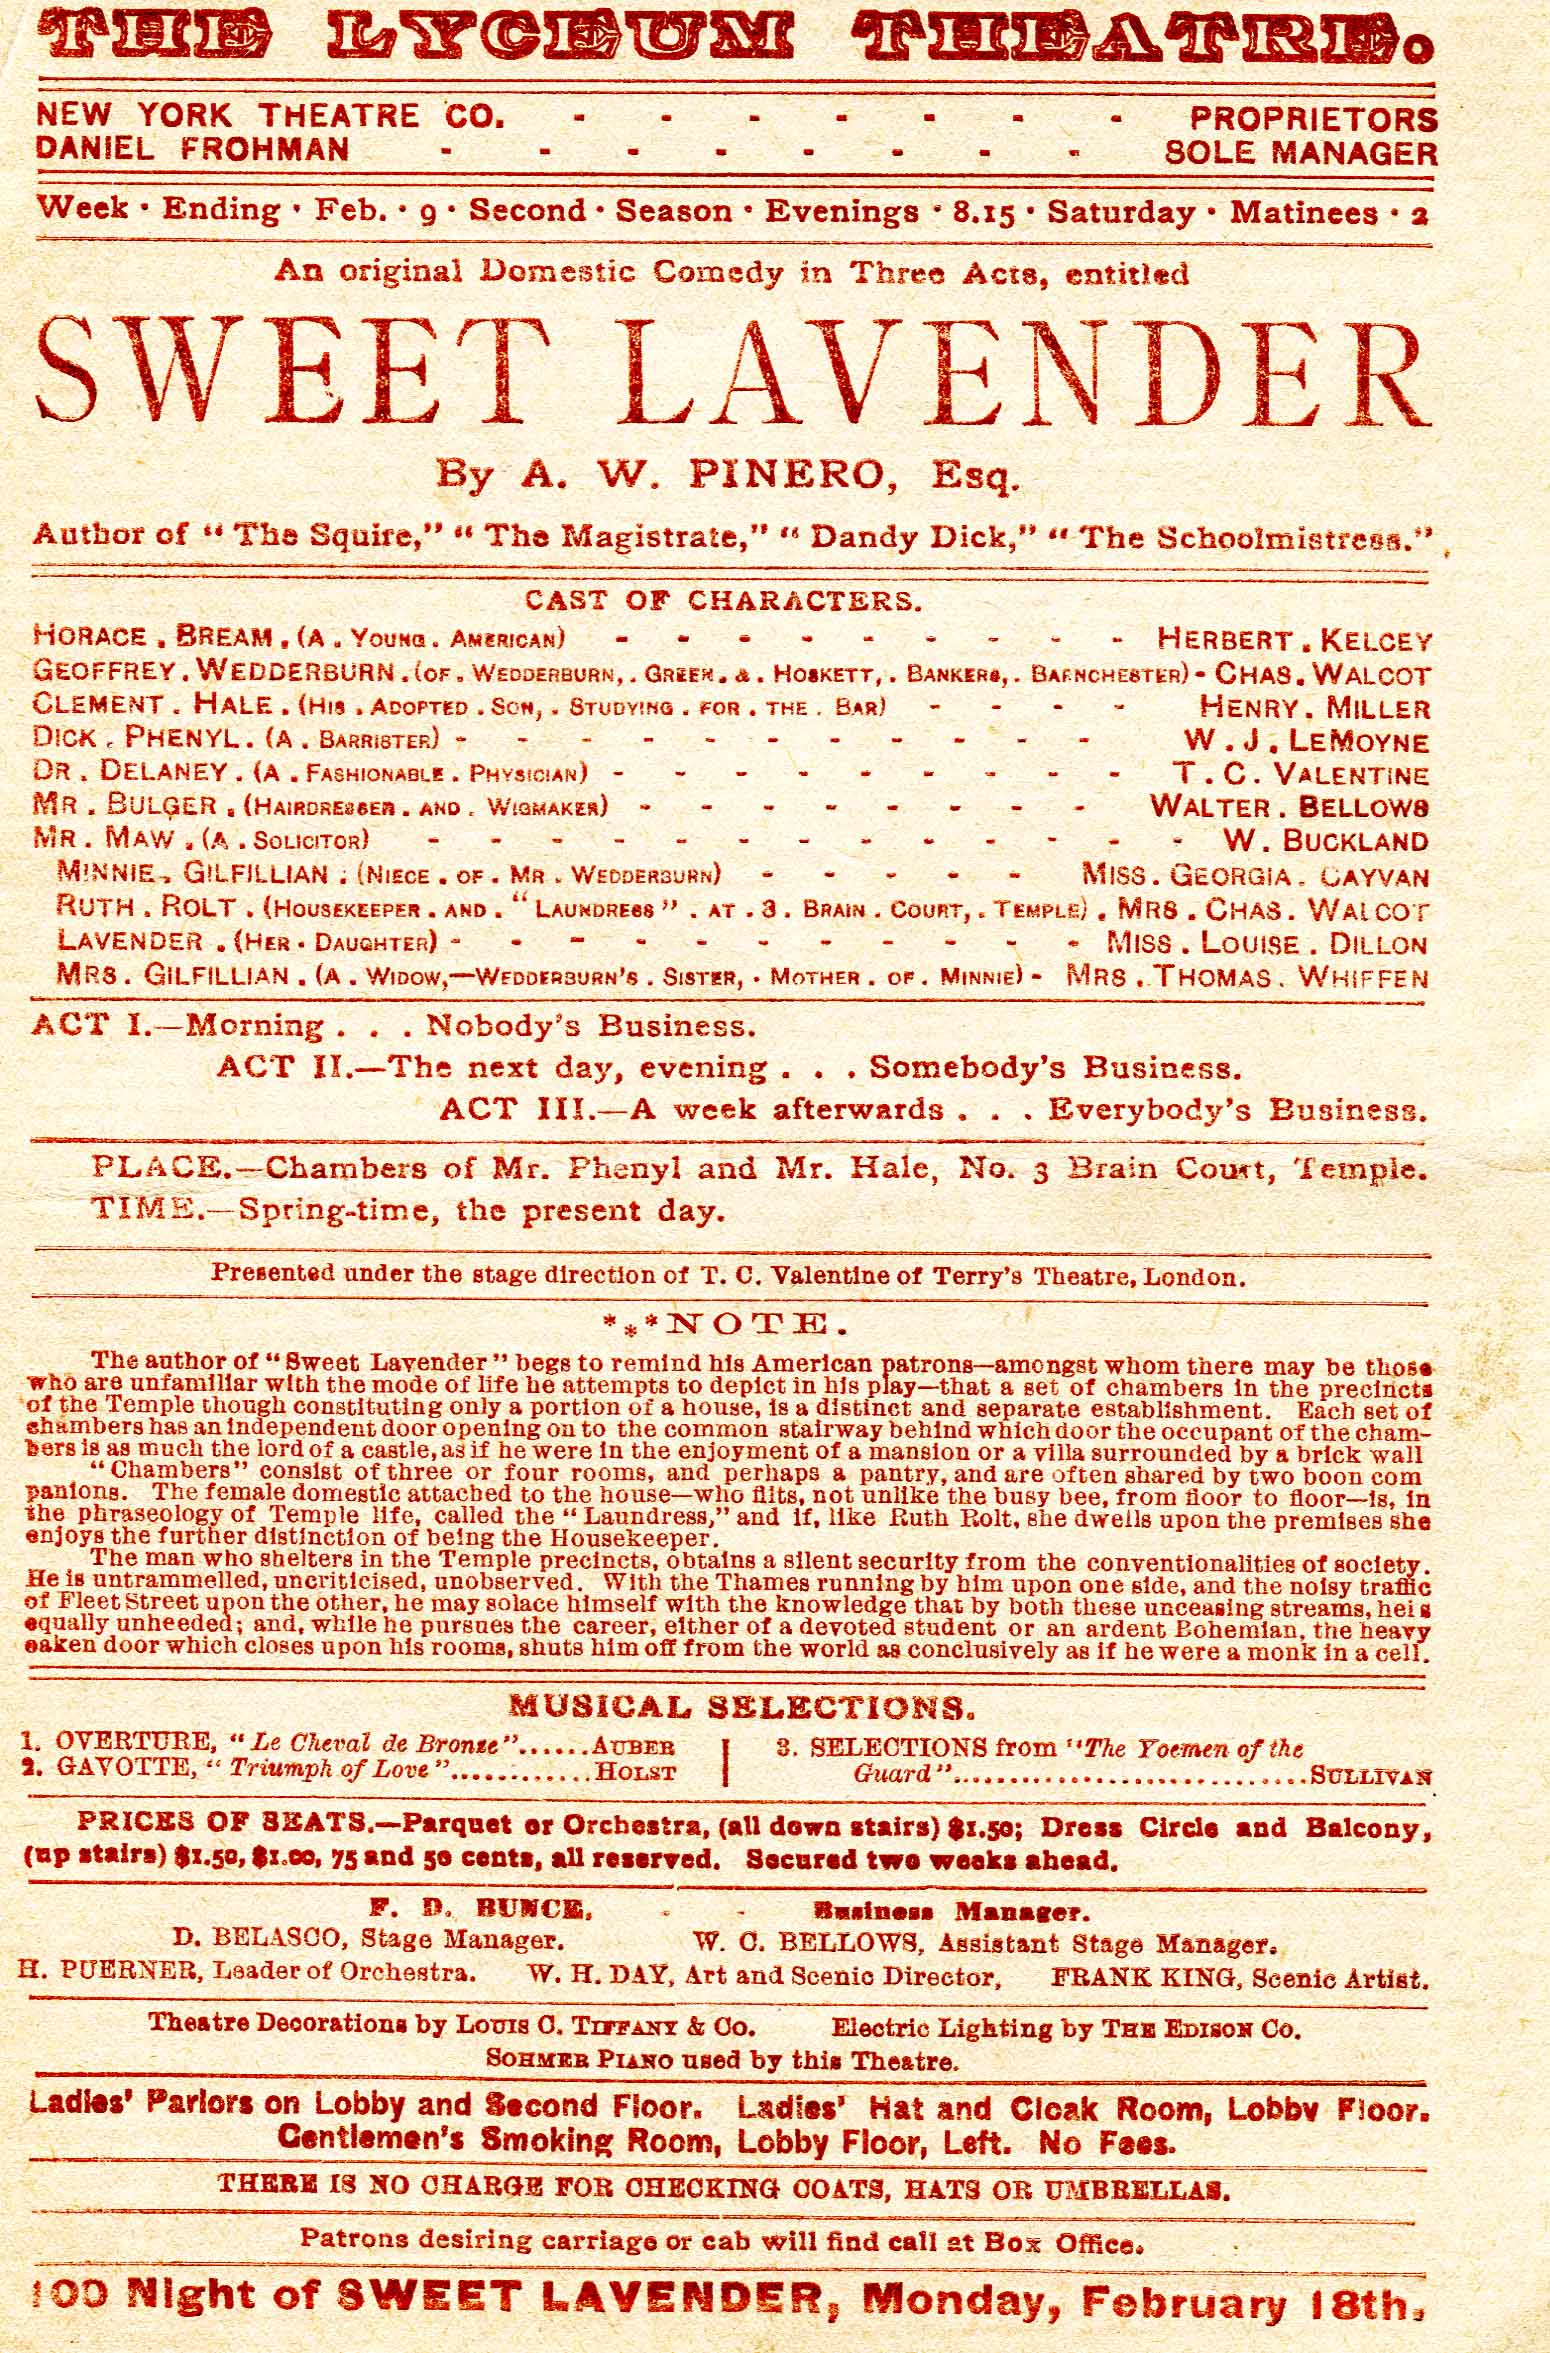 THE LYCEUM THEATRE.
NEW YORK THEATRE CO. - - - - - - - PROPRIETORS
DANIEL FROHMAN - - - - - - - - SOLE MANAGER
Week · Ending · Feb. · 9 · Second · Season · Evenings · 8.15 · Saturday · Matinees · 2
An original Domestic Comedy in Three Acts, entitled
SWEET LAVENDER
By A. W. PINERO, Esq.
Author of "The Squire," "The Magistrate," "Dandy Dick," "The Schoolmistress."
CAST OF CHARACTERS.
HORACE . BREAM . (A . YOUNG . AMERICAN) - - - - - - - - - HERBERT . KELCEY
GEOFFREY . WEDDERBURN . (OF . WEDDERBURN, . GREEN . & . HOSKETT, . BANKERS, . BARNCHESTER) - CHAS. WALCOT
CLEMENT . HALE . (HIS . ADOPTED . SON, . STUDYING . FOR . THE . BAR) - - - - HENRY. MILLER
DICK . PHENYL . (A . BARRISTER) - - - - - - - - - - - W . J . LEMOYNE
DR . DELANEY . (A . FASHIONABLE . PHYSICIAN) - - - - - - - - - T . C . VALENTINE
MR . BULGER . (HAIRDRESSER . AND . WIGMAKER) - - - - - - - - WALTER . BELLOWS
MR . MAW . (A . SOLICITOR) - - - - - - - - - - - - - W . BUCKLAND
MINNIE . GILFILLIAN . (NIECE . OF . MR . WEDDERBURN) - - - - - MISS . GEORGIA . CAYVAN
RUTH . ROLT . (HOUSEKEEPER . AND . "LAUNDRESS" . AT . 3 . BRAIN . COURT, . TEMPLE) . MRS . CHAS . WALCOT
LAVENDER . (HER . DAUGHTER) - - - - - - - - - - - MISS . LOUISE . DILLON
MRS . GILFILLIAN . (A . WIDOW,—WEDDERBURN'S . SISTER, . MOTHER . OF . MINNIE) - MRS . THOMAS . WHIFFEN
ACT I.—Morning . . . Nobody's Business.
ACT II.—The next day, evening . . . Somebody's Business.
ACT III.—A week afterwards . . . Everybody's Business.
PLACE.—Chambers of Mr. Phenyl and Mr. Hale, No. 3 Brain Court, Temple.
TIME.—Spring-time, the present day.
Presented under the stage direction of T. C. Valentine of Terry's Theatre, London.
***NOTE.
The author of "Sweet Lavender" begs to remind his American patrons—amongst whom there may be those
who are unfamiliar with the mode of life he attempts to depict in his play—that a set of chambers in the precincts
of the Temple though constituting only a portion of a house, is a distinct and separate establishment. Each set of
chambers has an independent door opening on to the common stairway behind which door the occupant of the cham-
bers is as much the lord of a castle, as if he were in the enjoyment of a mansion or a villa surrounded by a brick wall
"Chambers" consist of three or four rooms, and perhaps a pantry, and are often shared by two boon com
panions. The female domestic attached to the house—who flits, not unlike the busy bee, from floor to floor—is, in
the phraseology of Temple life, called the "Laundress," and if, like Ruth Rolt, she dwells upon the premises she
enjoys the further distinction of being the Housekeeper.
The man who shelters in the Temple precincts, obtains a silent security from the conventionalities of society.
He is untrammelled, uncriticised, unobserved. With the Thames running by him upon one side, and the noisy traffic
of Fleet Street upon the other, he may solace himself with the knowledge that by both these unceasing streams, he is
equally unheeded; and, while he pursues the career, either of a devoted student or an ardent Bohemian, the heavy
oaken door which closes upon his rooms, shuts him off from the world as conclusively as if he were a monk in a cell.
MUSICAL SELECTIONS.
1. OVERTURE, "Le Cheval de Bronze"......AUBER
2. GAVOTTE, "Triumph of Love".............HOLST
3. SELECTIONS from "The Yoemen of the
Guard"................................SULLIVAN
PRICES OF SEATS.—Parquet or Orchestra, (all down stairs) $1.50; Dress Circle and Balcony,
(up stairs) $1.50, $1.00, 75 and 50 cents, all reserved. Secured two weeks ahead.
F. D. BUNCE, - - Business Manager.
D. BELASCO, Stage Manager. W. C. BELLOWS, Assistant Stage Manager.
H. PUERNER, Leader of Orchestra. W. H. DAY, Art and Scenic Director, FRANK KING, Scenic Artist.
Theatre Decorations by LOUIS C. TIFFANY & Co. Electric Lighting by THE EDISON CO.
SOHMER PIANO used by this Theatre.
Ladies' Parlors on Lobby and Second Floor. Ladies' Hat and Cloak Room, Lobby Floor.
Gentlemen's Smoking Room, Lobby Floor, Left. No Fees.
THERE IS NO CHARGE FOR CHECKING COATS, HATS OR UMBRELLAS.
Patrons desiring carriage or cab will find call at Box Office.
100 Night of SWEET LAVENDER, Monday, February 18th.